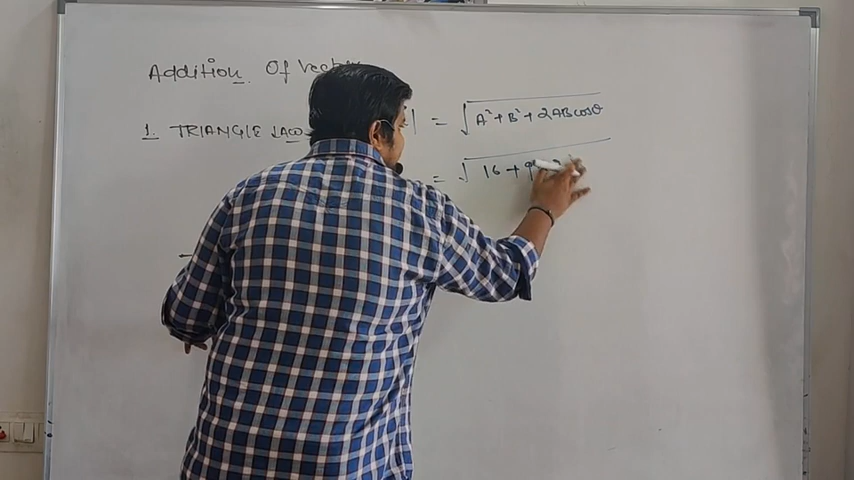 Addition Of Vector
| = √A²+B²+2ABcosθ
1. TRIANGLE LAW
= √16+9